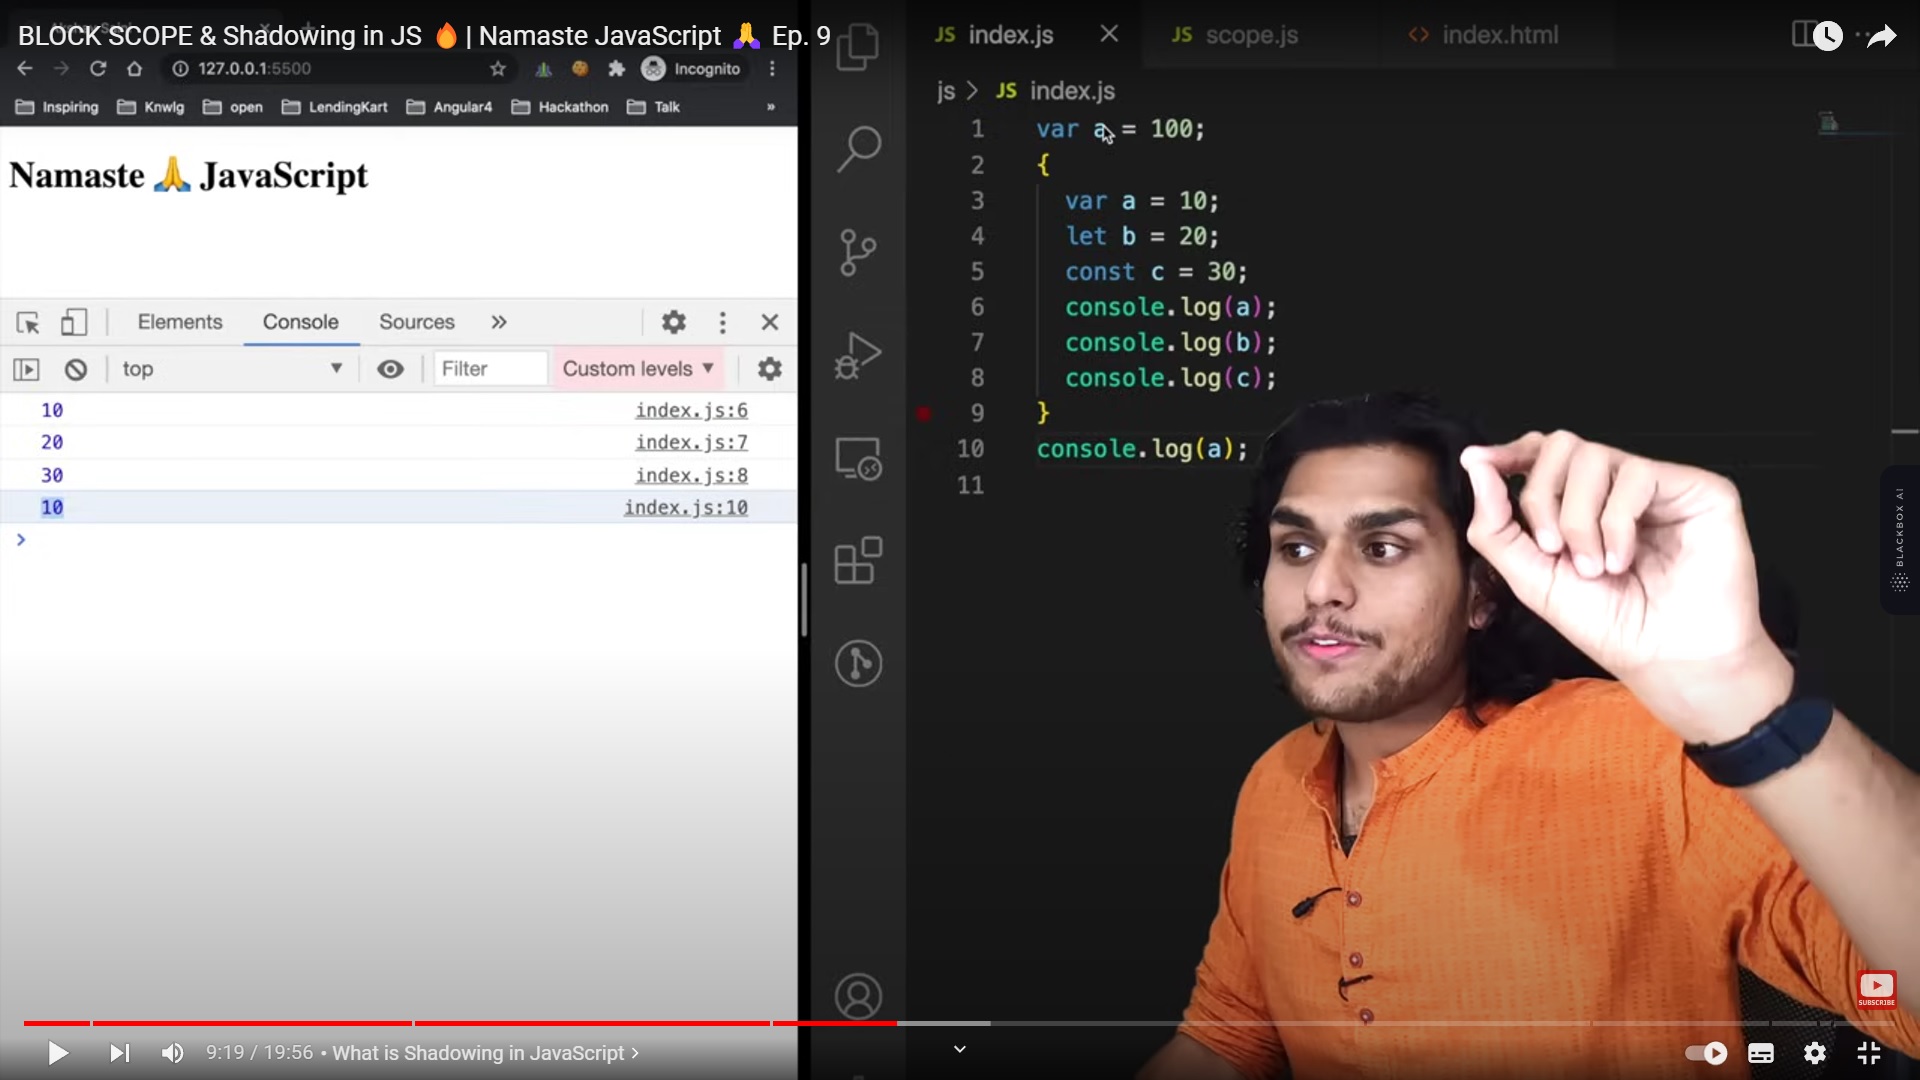 BLOCK SCOPE & Shadowing in JS 🔥 | Namaste JavaScript 🙏 Ep. 9
127.0.0.1:5500
Incognito
Inspiring
Knwlg
open
LendingKart
Angular4
Hackathon
Talk
»
Namaste 🙏 JavaScript
Elements
Console
Sources
»
top
Filter
Custom levels ▼
10 index.js:6
20 index.js:7
30 index.js:8
10 index.js:10
>
JS index.js
JS scope.js
<> index.html
js > JS index.js
1 var a = 100;
2 {
3 var a = 10;
4 let b = 20;
5 const c = 30;
6 console.log(a);
7 console.log(b);
8 console.log(c);
9 }
10 console.log(a);
11
BLACKBOX AI
SUBSCRIBE
9:19 / 19:56 • What is Shadowing in JavaScript >